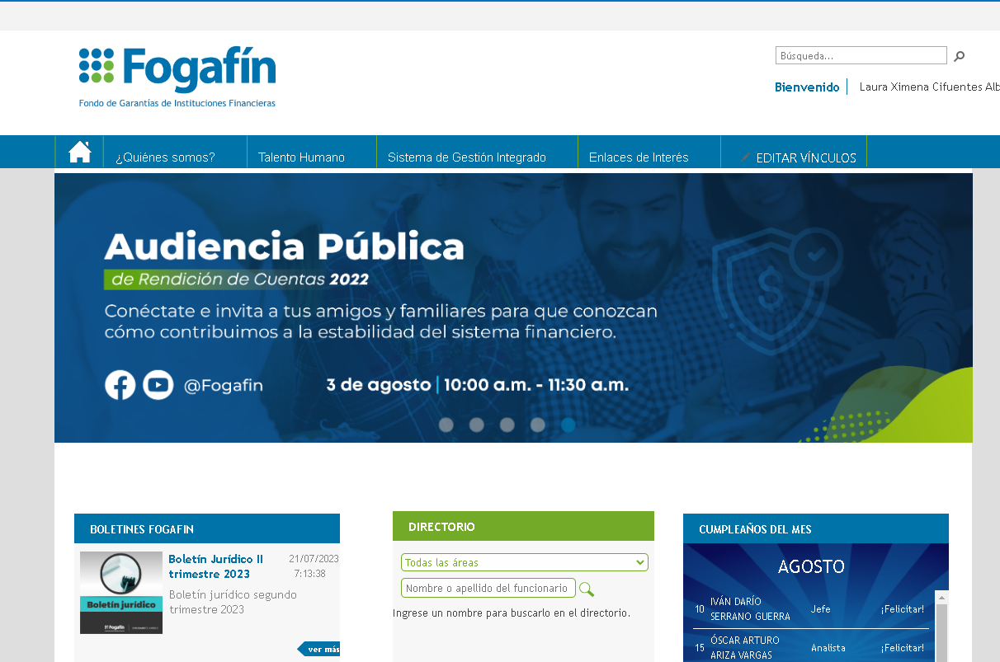 Fogafín
Fondo de Garantías de Instituciones Financieras
Búsqueda...
Bienvenido
Laura Ximena Cifuentes Alb
¿Quiénes somos?
Talento Humano
Sistema de Gestión Integrado
Enlaces de Interés
EDITAR VÍNCULOS
Audiencia Pública
de Rendición de Cuentas 2022
Conéctate e invita a tus amigos y familiares para que conozcan
cómo contribuimos a la estabilidad del sistema financiero.
@Fogafin
3 de agosto | 10:00 a.m. - 11:30 a.m.
BOLETINES FOGAFIN
Boletín jurídico
Fogafín
Boletín Jurídico II
trimestre 2023
21/07/2023
7:13:38
Boletín jurídico segundo
trimestre 2023
ver más
DIRECTORIO
Todas las áreas
Nombre o apellido del funcionario
Ingrese un nombre para buscarlo en el directorio.
CUMPLEAÑOS DEL MES
AGOSTO
10 IVÁN DARÍO
SERRANO GUERRA
Jefe
¡Felicitar!
15 ÓSCAR ARTURO
ARIZA VARGAS
Analista
¡Felicitar!